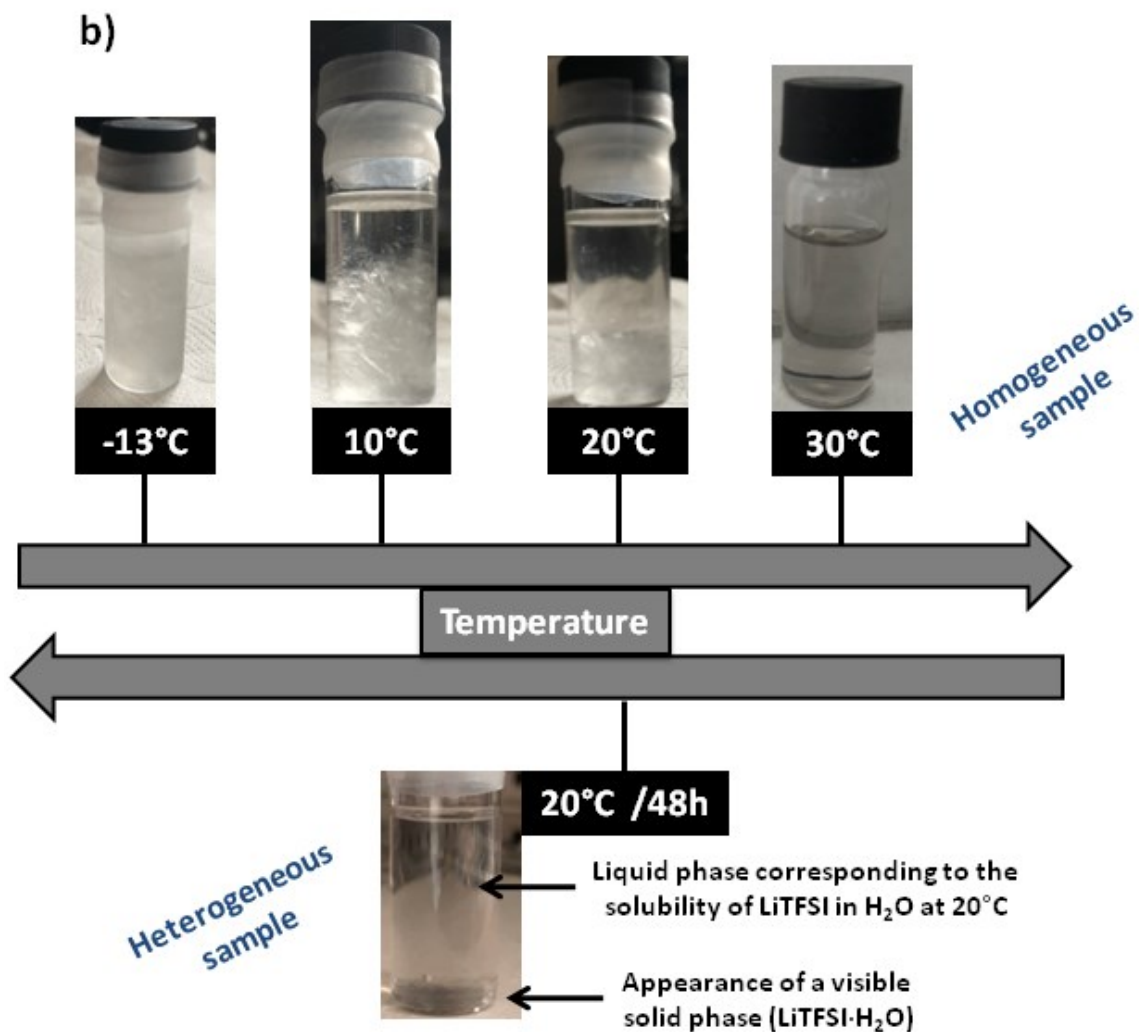 b)
-13°C
10°C
20°C
30°C
Homogeneous
sample
Temperature
20°C /48h
Heterogeneous
sample
Liquid phase corresponding to the
solubility of LiTFSI in H₂O at 20°C
Appearance of a visible
solid phase (LiTFSI·H₂O)